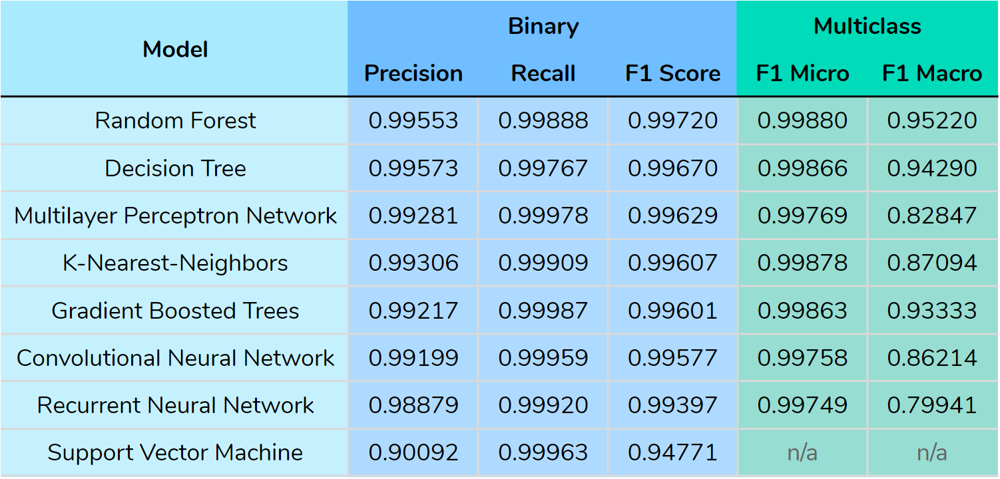 Model Binary Multiclass
Precision Recall F1 Score F1 Micro F1 Macro
Random Forest 0.99553 0.99888 0.99720 0.99880 0.95220
Decision Tree 0.99573 0.99767 0.99670 0.99866 0.94290
Multilayer Perceptron Network 0.99281 0.99978 0.99629 0.99769 0.82847
K-Nearest-Neighbors 0.99306 0.99909 0.99607 0.99878 0.87094
Gradient Boosted Trees 0.99217 0.99987 0.99601 0.99863 0.93333
Convolutional Neural Network 0.99199 0.99959 0.99577 0.99758 0.86214
Recurrent Neural Network 0.98879 0.99920 0.99397 0.99749 0.79941
Support Vector Machine 0.90092 0.99963 0.94771 n/a n/a